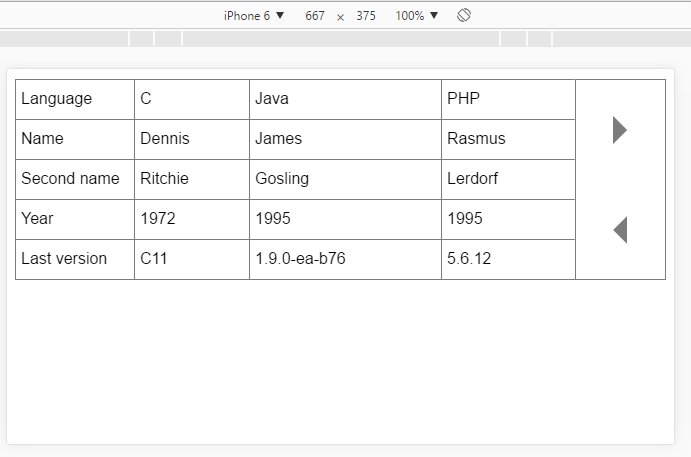 iPhone 6 ▼ 667 × 375 100% ▼
Language C Java PHP
Name Dennis James Rasmus
Second name Ritchie Gosling Lerdorf
Year 1972 1995 1995
Last version C11 1.9.0-ea-b76 5.6.12